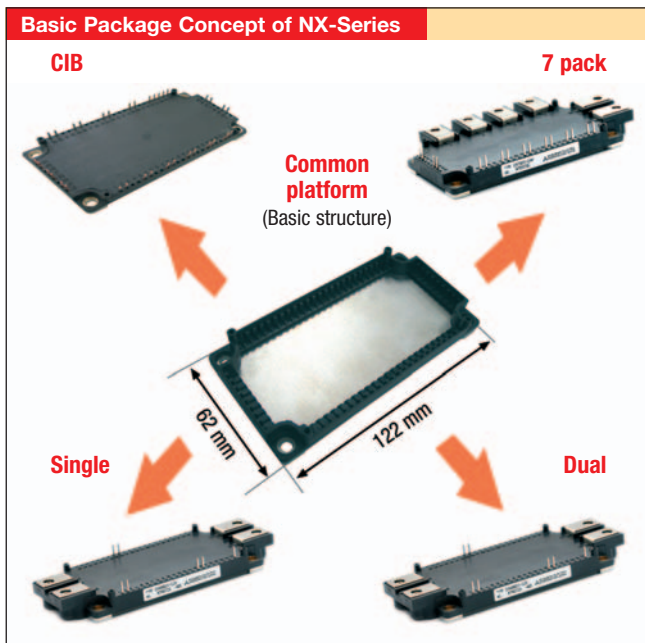 Basic Package Concept of NX-Series
CIB
7 pack
Common
platform
(Basic structure)
62 mm
122 mm
Single
Dual